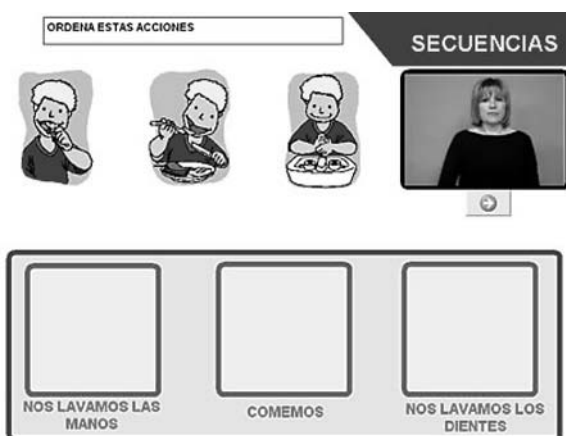 ORDENA ESTAS ACCIONES
SECUENCIAS
NOS LAVAMOS LAS
MANOS
COMEMOS
NOS LAVAMOS LOS
DIENTES